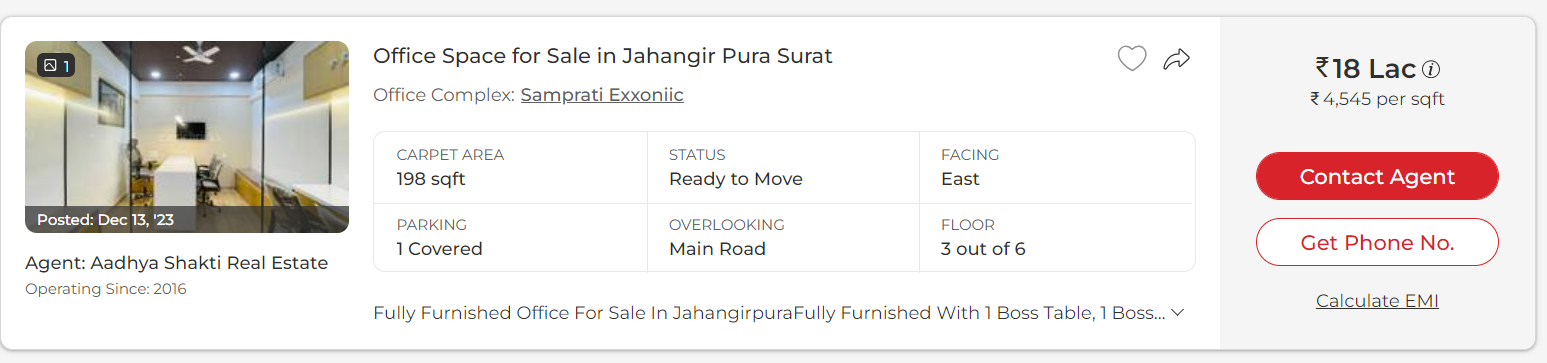 1
Posted: Dec 13, '23
Agent: Aadhya Shakti Real Estate
Operating Since: 2016
Office Space for Sale in Jahangir Pura Surat
Office Complex: Samprati Exxoniic
CARPET AREA
198 sqft
STATUS
Ready to Move
FACING
East
PARKING
1 Covered
OVERLOOKING
Main Road
FLOOR
3 out of 6
Fully Furnished Office For Sale In JahangirpuraFully Furnished With 1 Boss Table, 1 Boss...
₹18 Lac
₹ 4,545 per sqft
Contact Agent
Get Phone No.
Calculate EMI